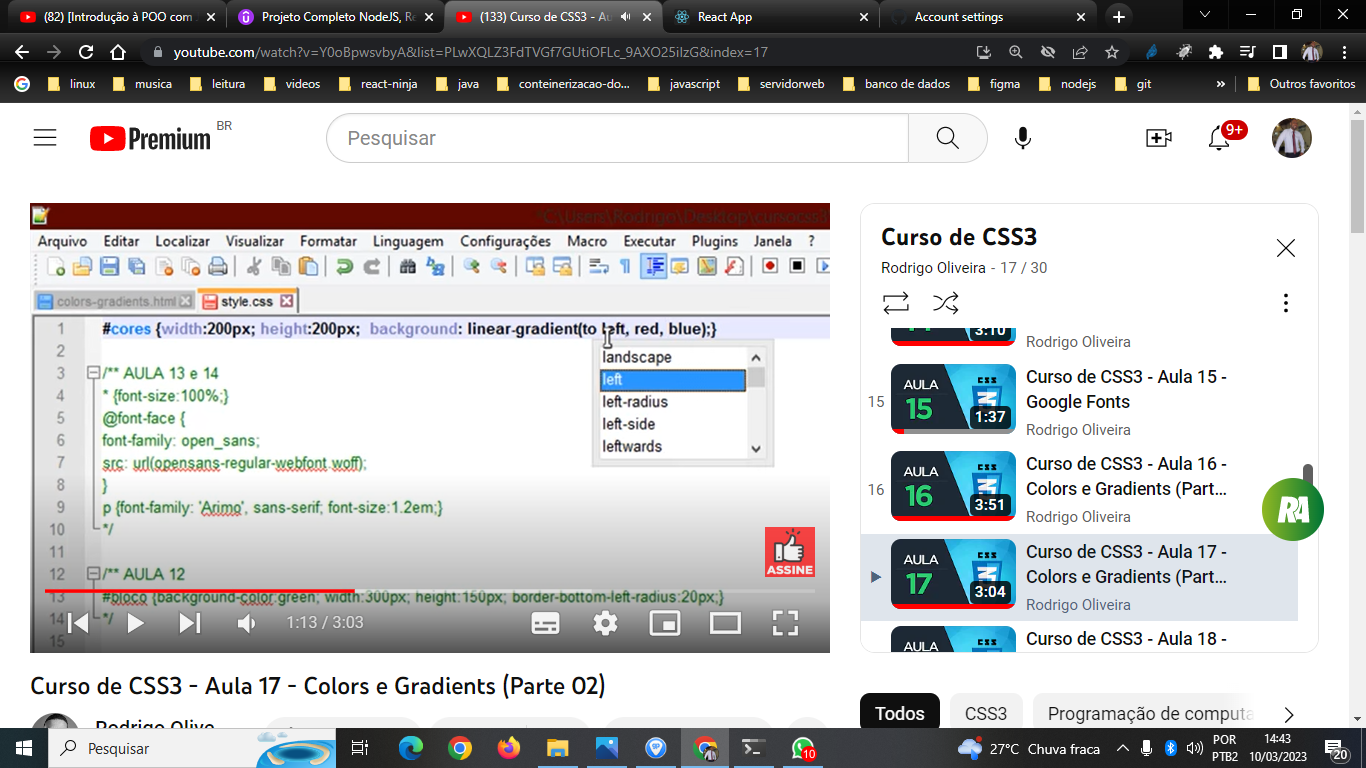 (82) [Introdução à POO com
Projeto Completo NodeJS, Re
(133) Curso de CSS3 - Au
React App
Account settings
youtube.com/watch?v=Y0oBpwsvbyA&list=PLwXQLZ3FdTVGf7GUtiOFLc_9AXO25iIzG&index=17
linux
musica
leitura
videos
react-ninja
java
conteinerizacao-do...
javascript
servidorweb
banco de dados
figma
nodejs
git
»
Outros favoritos
Premium BR
Pesquisar
9+
*C:\Users\Rodrigo\Desktop\cursocss3
Arquivo Editar Localizar Visualizar Formatar Linguagem Configurações Macro Executar Plugins Janela ?
colors-gradients.html
style.css
1 #cores {width:200px; height:200px; background: linear-gradient(to left, red, blue);}
2
3 /** AULA 13 e 14
4 * {font-size:100%;}
5 @font-face {
6 font-family: open_sans;
7 src: url(opensans-regular-webfont.woff);
8 }
9 p {font-family: 'Arimo', sans-serif; font-size:1.2em;}
10 */
11
12 /** AULA 12
13 #bloco {background-color:green; width:300px; height:150px; border-bottom-left-radius:20px;}
14 */
15
landscape
left
left-radius
left-side
leftwards
ASSINE
1:13 / 3:03
Curso de CSS3 - Aula 17 - Colors e Gradients (Parte 02)
Curso de CSS3
Rodrigo Oliveira - 17 / 30
3:10
Rodrigo Oliveira
15
AULA
15
CSS
1:37
Curso de CSS3 - Aula 15 -
Google Fonts
Rodrigo Oliveira
16
AULA
16
CSS
3:51
Curso de CSS3 - Aula 16 -
Colors e Gradients (Part...
Rodrigo Oliveira
RA
AULA
17
CSS
3:04
Curso de CSS3 - Aula 17 -
Colors e Gradients (Part...
Rodrigo Oliveira
AULA
CSS
Curso de CSS3 - Aula 18 -
Todos
CSS3
Programação de computa
Pesquisar
10
27°C Chuva fraca
POR
PTB2
14:43
10/03/2023
20